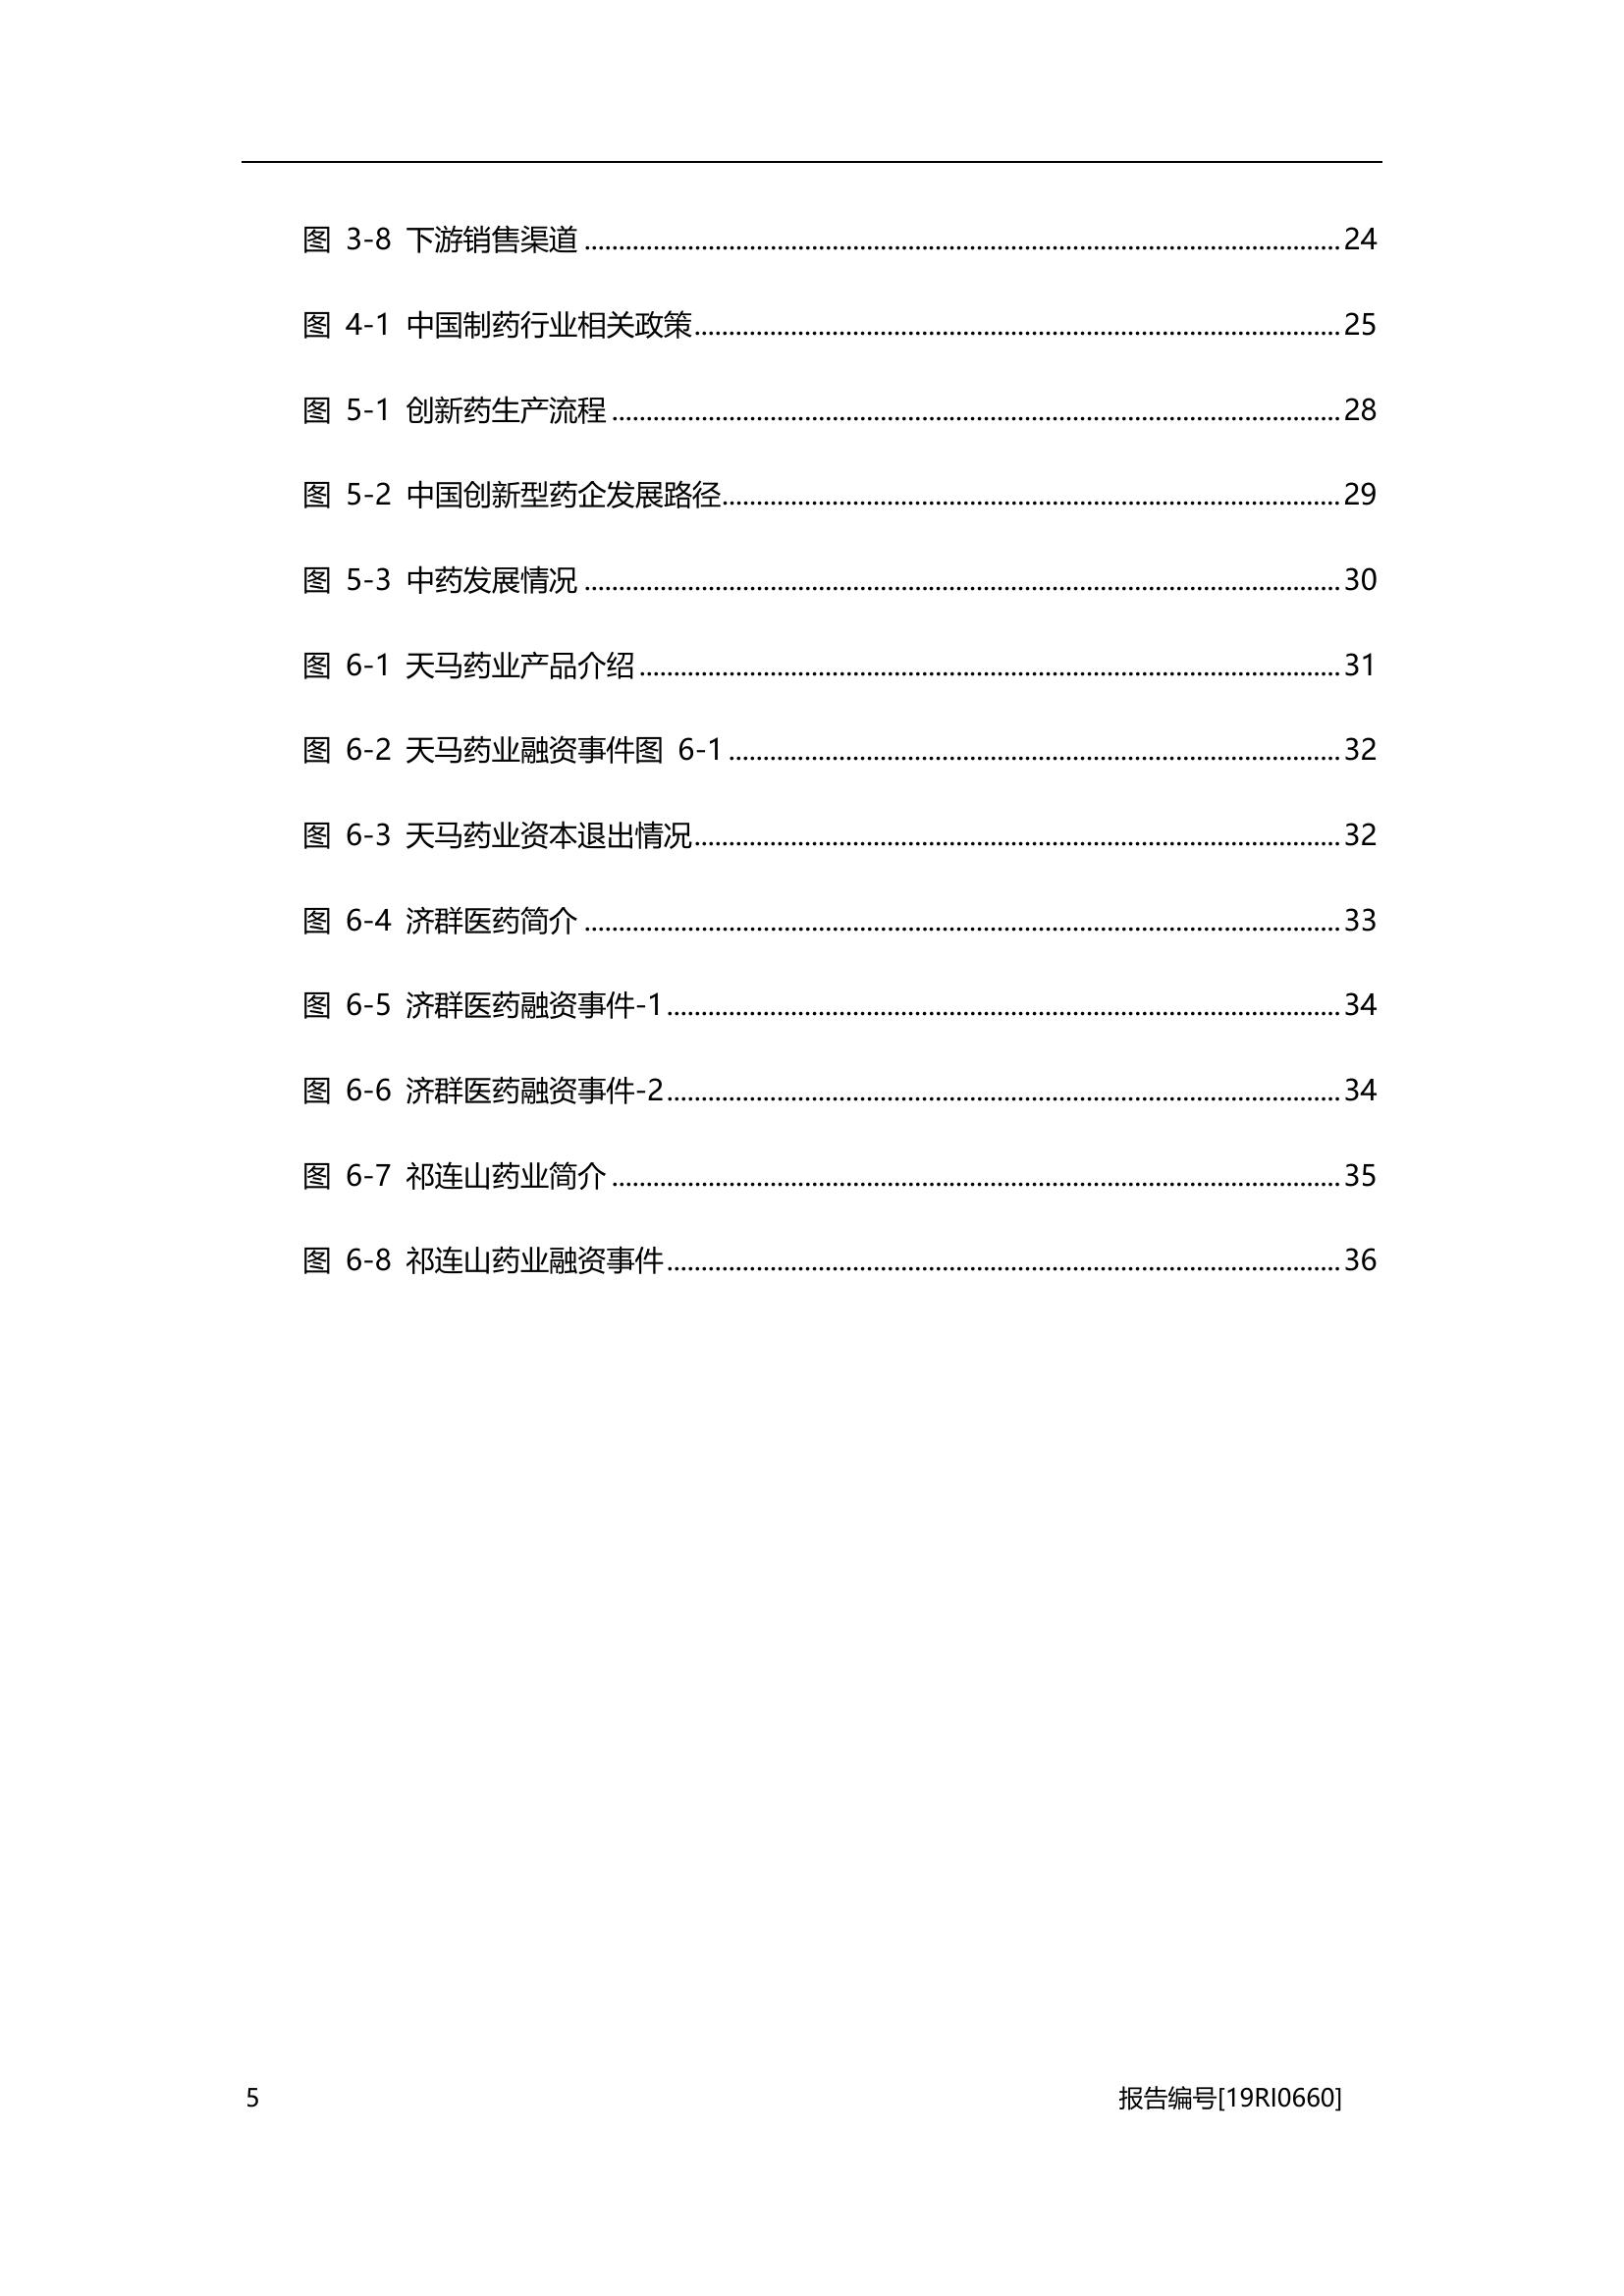 图 3-8 下游销售渠道........................................24
图 4-1 中国制药行业相关政策........................................25
图 5-1 创新药生产流程........................................28
图 5-2 中国创新型药企发展路径........................................29
图 5-3 中药发展情况........................................30
图 6-1 天马药业产品介绍........................................31
图 6-2 天马药业融资事件图 6-1........................................32
图 6-3 天马药业资本退出情况........................................32
图 6-4 济群医药简介........................................33
图 6-5 济群医药融资事件-1........................................34
图 6-6 济群医药融资事件-2........................................34
图 6-7 祁连山药业简介........................................35
图 6-8 祁连山药业融资事件........................................36
5 报告编号[19RI0660]